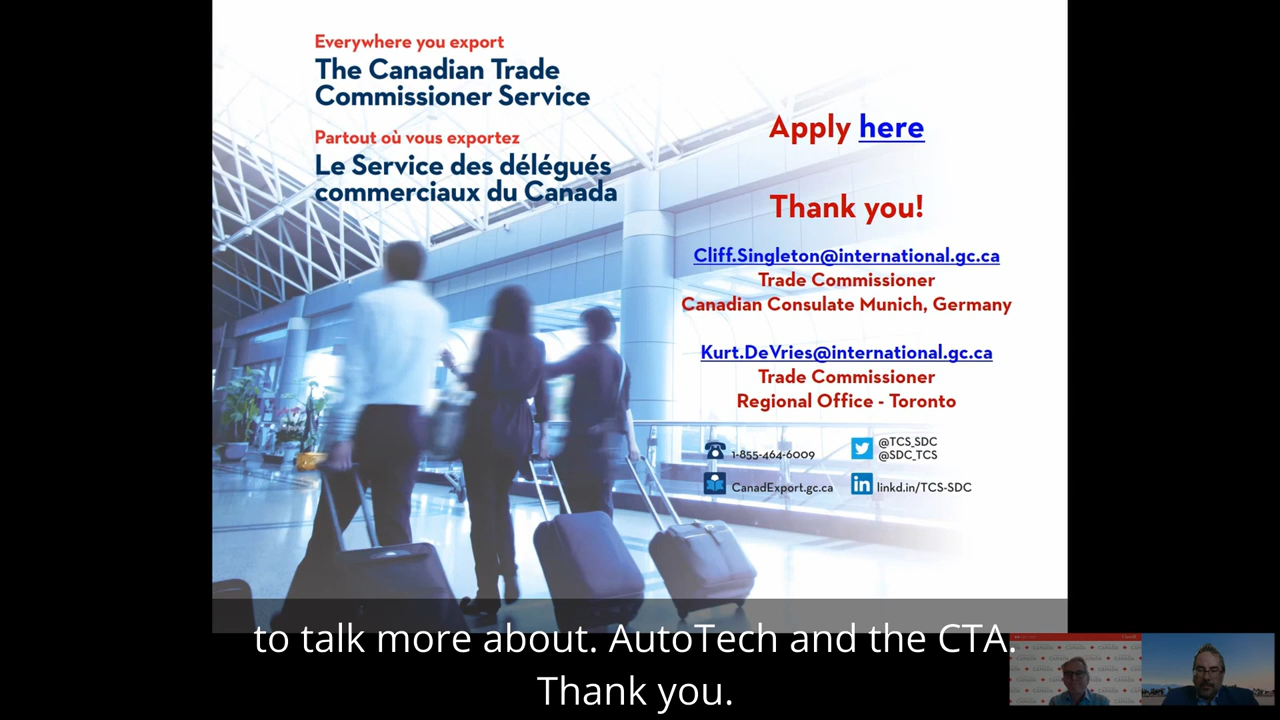 Everywhere you export
The Canadian Trade
Commissioner Service
Partout où vous exportez
Le Service des délégués
commerciaux du Canada
Apply here
Thank you!
Cliff.Singleton@international.gc.ca
Trade Commissioner
Canadian Consulate Munich, Germany
Kurt.DeVries@international.gc.ca
Trade Commissioner
Regional Office - Toronto
1-855-464-6009
@TCS_SDC
@SDC_TCS
CanadExport.gc.ca
linkd.in/TCS-SDC
to talk more about. AutoTech and the CTA.
Thank you.